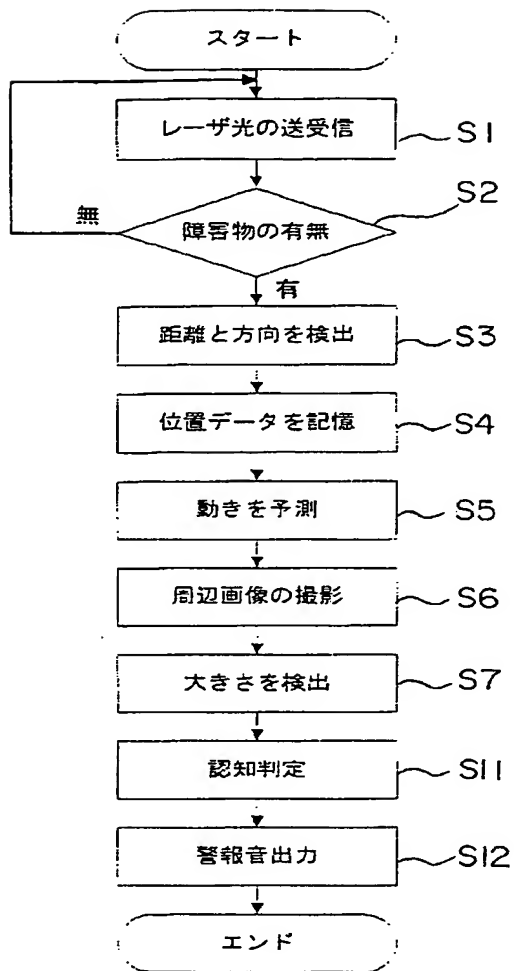 スタート
レーザ光の送受信
S1
障害物の有無
S2
無
有
距離と方向を検出
S3
位置データを記憶
S4
動きを予測
S5
周辺画像の撮影
S6
大きさを検出
S7
認知判定
S11
警報音出力
S12
エンド